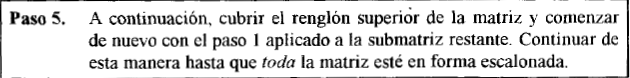 Paso 5. A continuación, cubrir el renglón superior de la matriz y comenzar
de nuevo con el paso 1 aplicado a la submatriz restante. Continuar de
esta manera hasta que toda la matriz esté en forma escalonada.